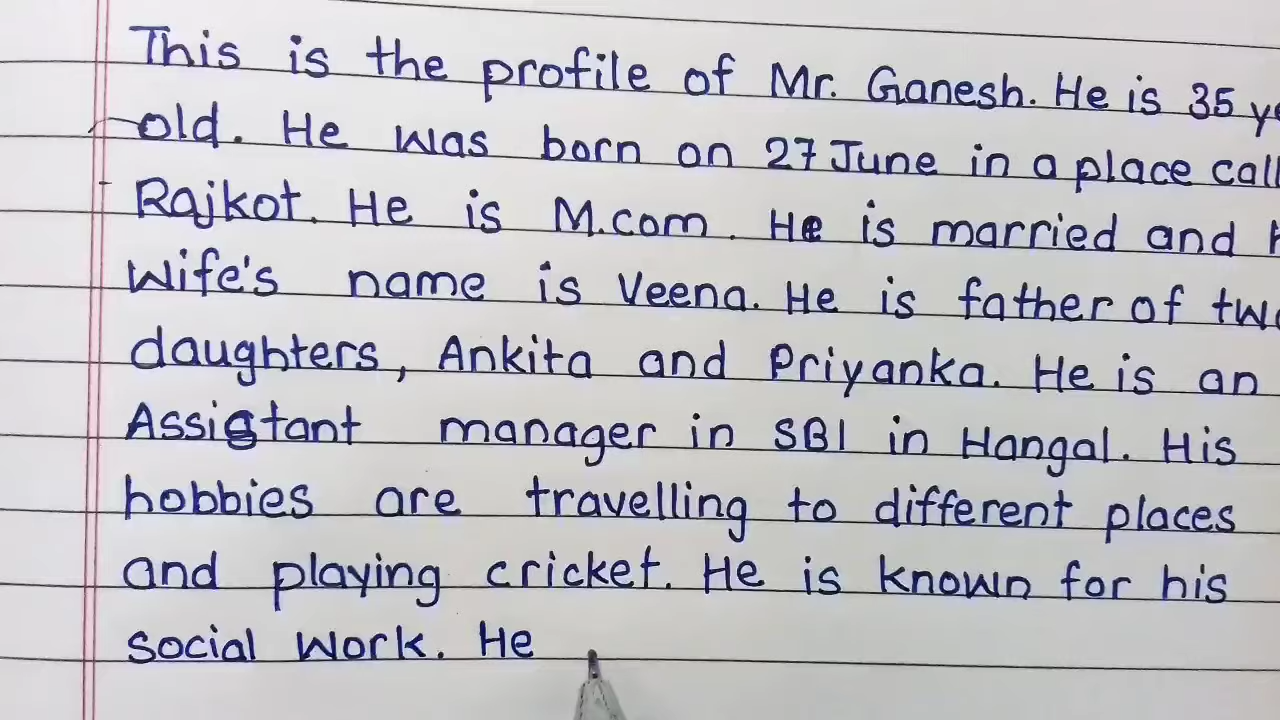 This is the profile of Mr. Ganesh. He is 35
old. He was born on 27 June in a place
Rajkot. He is M.com. He is married and
Wife's name is Veena. He is father of
daughters, Ankita and Priyanka. He is an
Assistant manager in SBI in Hangal. His
hobbies are travelling to different places
and playing cricket. He is known for his
social work. He